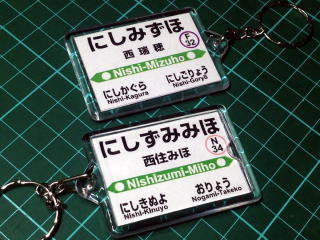 にしみずほ
西瑞穂
F
32
Nishi-Mizuho
にしかぐら
Nishi-Kagura
にしごりょう
Nishi-Goryō
にしずみみほ
西住みほ
N
34
Nishizumi-Miho
にしきぬよ
Nishi-Kinuyo
おりょう
Nogami-Takeko